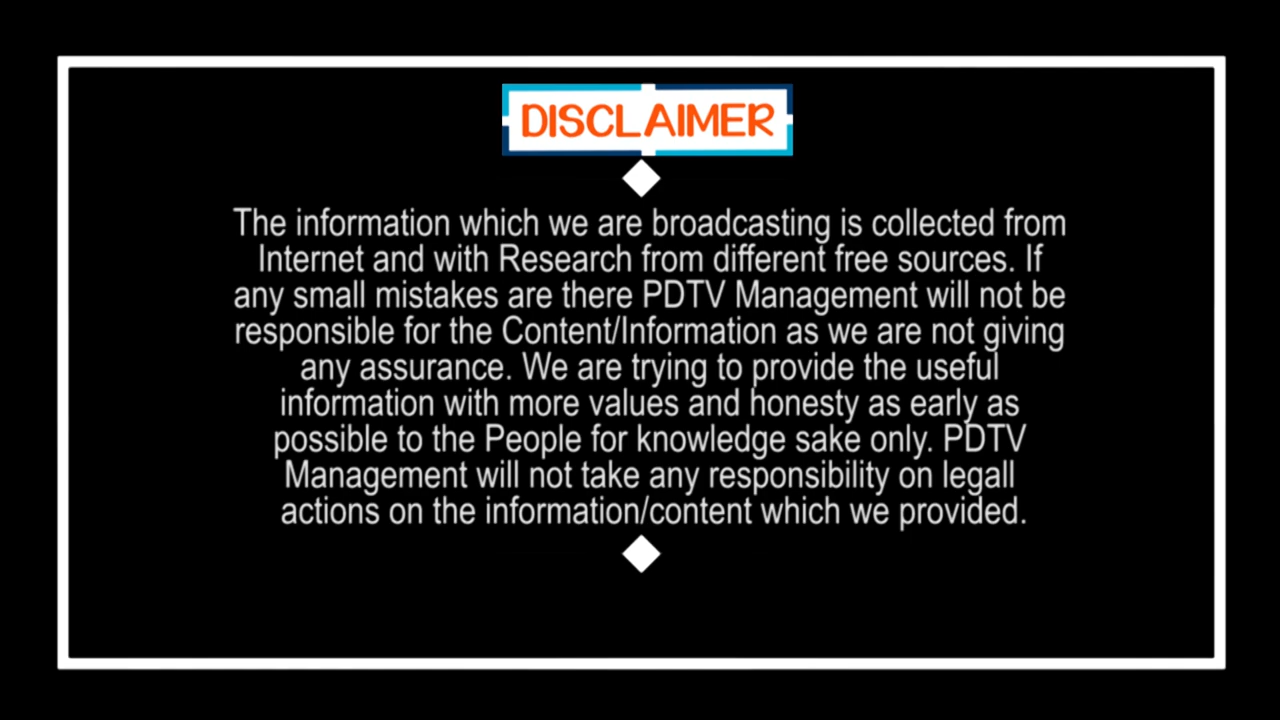 DISCLAIMER
The information which we are broadcasting is collected from
Internet and with Research from different free sources. If
any small mistakes are there PDTV Management will not be
responsible for the Content/Information as we are not giving
any assurance. We are trying to provide the useful
information with more values and honesty as early as
possible to the People for knowledge sake only. PDTV
Management will not take any responsibility on legall
actions on the information/content which we provided.